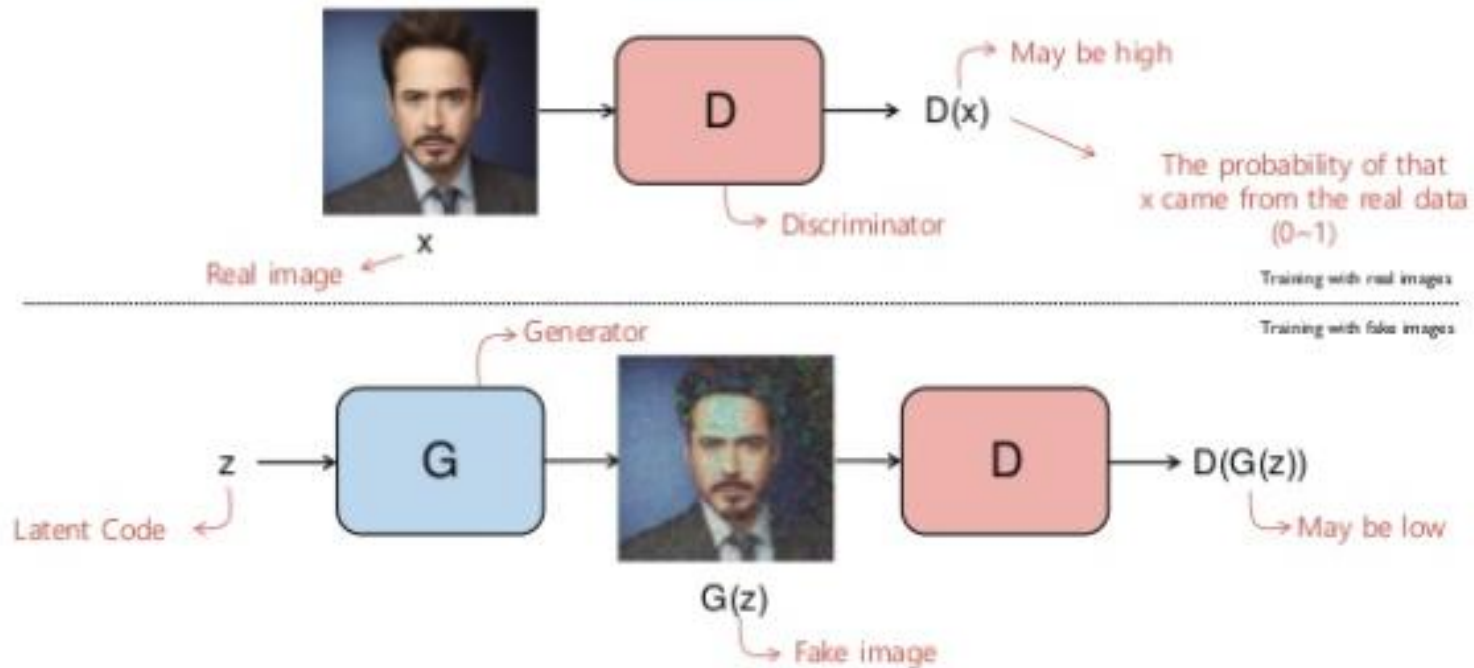 May be high
D
D(x)
The probability of that
x came from the real data
(0~1)
Discriminator
x
Real image
Training with real images
Training with fake images
Generator
z
G
D
D(G(z))
Latent Code
May be low
G(z)
Fake image